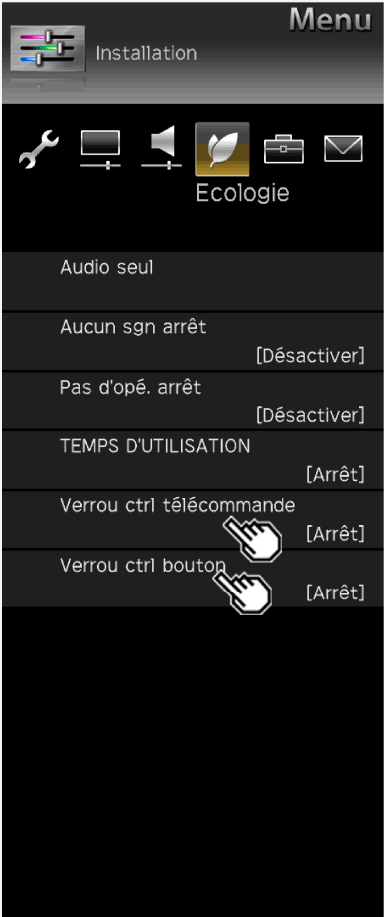 Menu
Installation
Ecologie
Audio seul
Aucun sgn arrêt
[Désactiver]
Pas d'opé. arrêt
[Désactiver]
TEMPS D'UTILISATION
[Arrêt]
Verrou ctrl télécommande
[Arrêt]
Verrou ctrl bouton
[Arrêt]